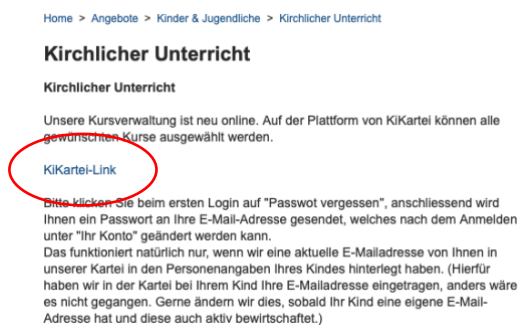 Home > Angebote > Kinder & Jugendliche > Kirchlicher Unterricht
Kirchlicher Unterricht
Kirchlicher Unterricht
Unsere Kursverwaltung ist neu online. Auf der Plattform von KiKartei können alle
gewünschten Kurse ausgewählt werden.
KiKartei-Link
Bitte klicken Sie beim ersten Login auf "Passwot vergessen", anschliessend wird
Ihnen ein Passwort an Ihre E-Mail-Adresse gesendet, welches nach dem Anmelden
unter "Ihr Konto" geändert werden kann.
Das funktioniert natürlich nur, wenn wir eine aktuelle E-Mailadresse von Ihnen in
unserer Kartei in den Personenangaben Ihres Kindes hinterlegt haben. (Hierfür
haben wir in der Kartei bei Ihrem Kind Ihre E-Mailadresse eingetragen, anders wäre
es nicht gegangen. Gerne ändern wir dies, sobald Ihr Kind eine eigene E-Mail-
Adresse hat und diese auch aktiv bewirtschaftet.)